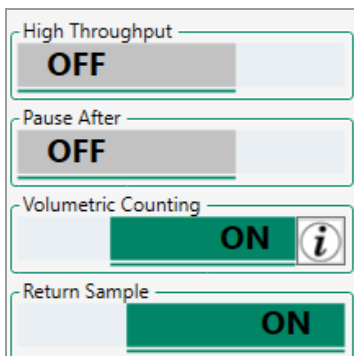 High Throughput
OFF
Pause After
OFF
Volumetric Counting
ON i
Return Sample
ON